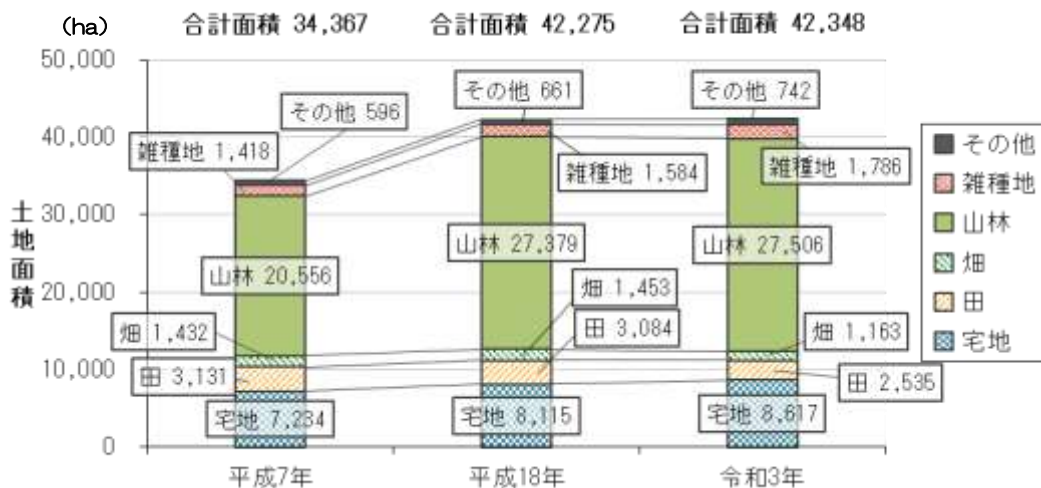 (ha)
合計面積 34,367
合計面積 42,275
合計面積 42,348
土地面積
50,000
40,000
30,000
20,000
10,000
0
その他 596
雑種地 1,418
山林 20,556
畑 1,432
田 3,131
宅地 7,234
その他 661
雑種地 1,584
山林 27,379
畑 1,453
田 3,084
宅地 8,115
その他 742
雑種地 1,786
山林 27,506
畑 1,163
田 2,535
宅地 8,617
平成7年
平成18年
令和3年
その他
雑種地
山林
畑
田
宅地